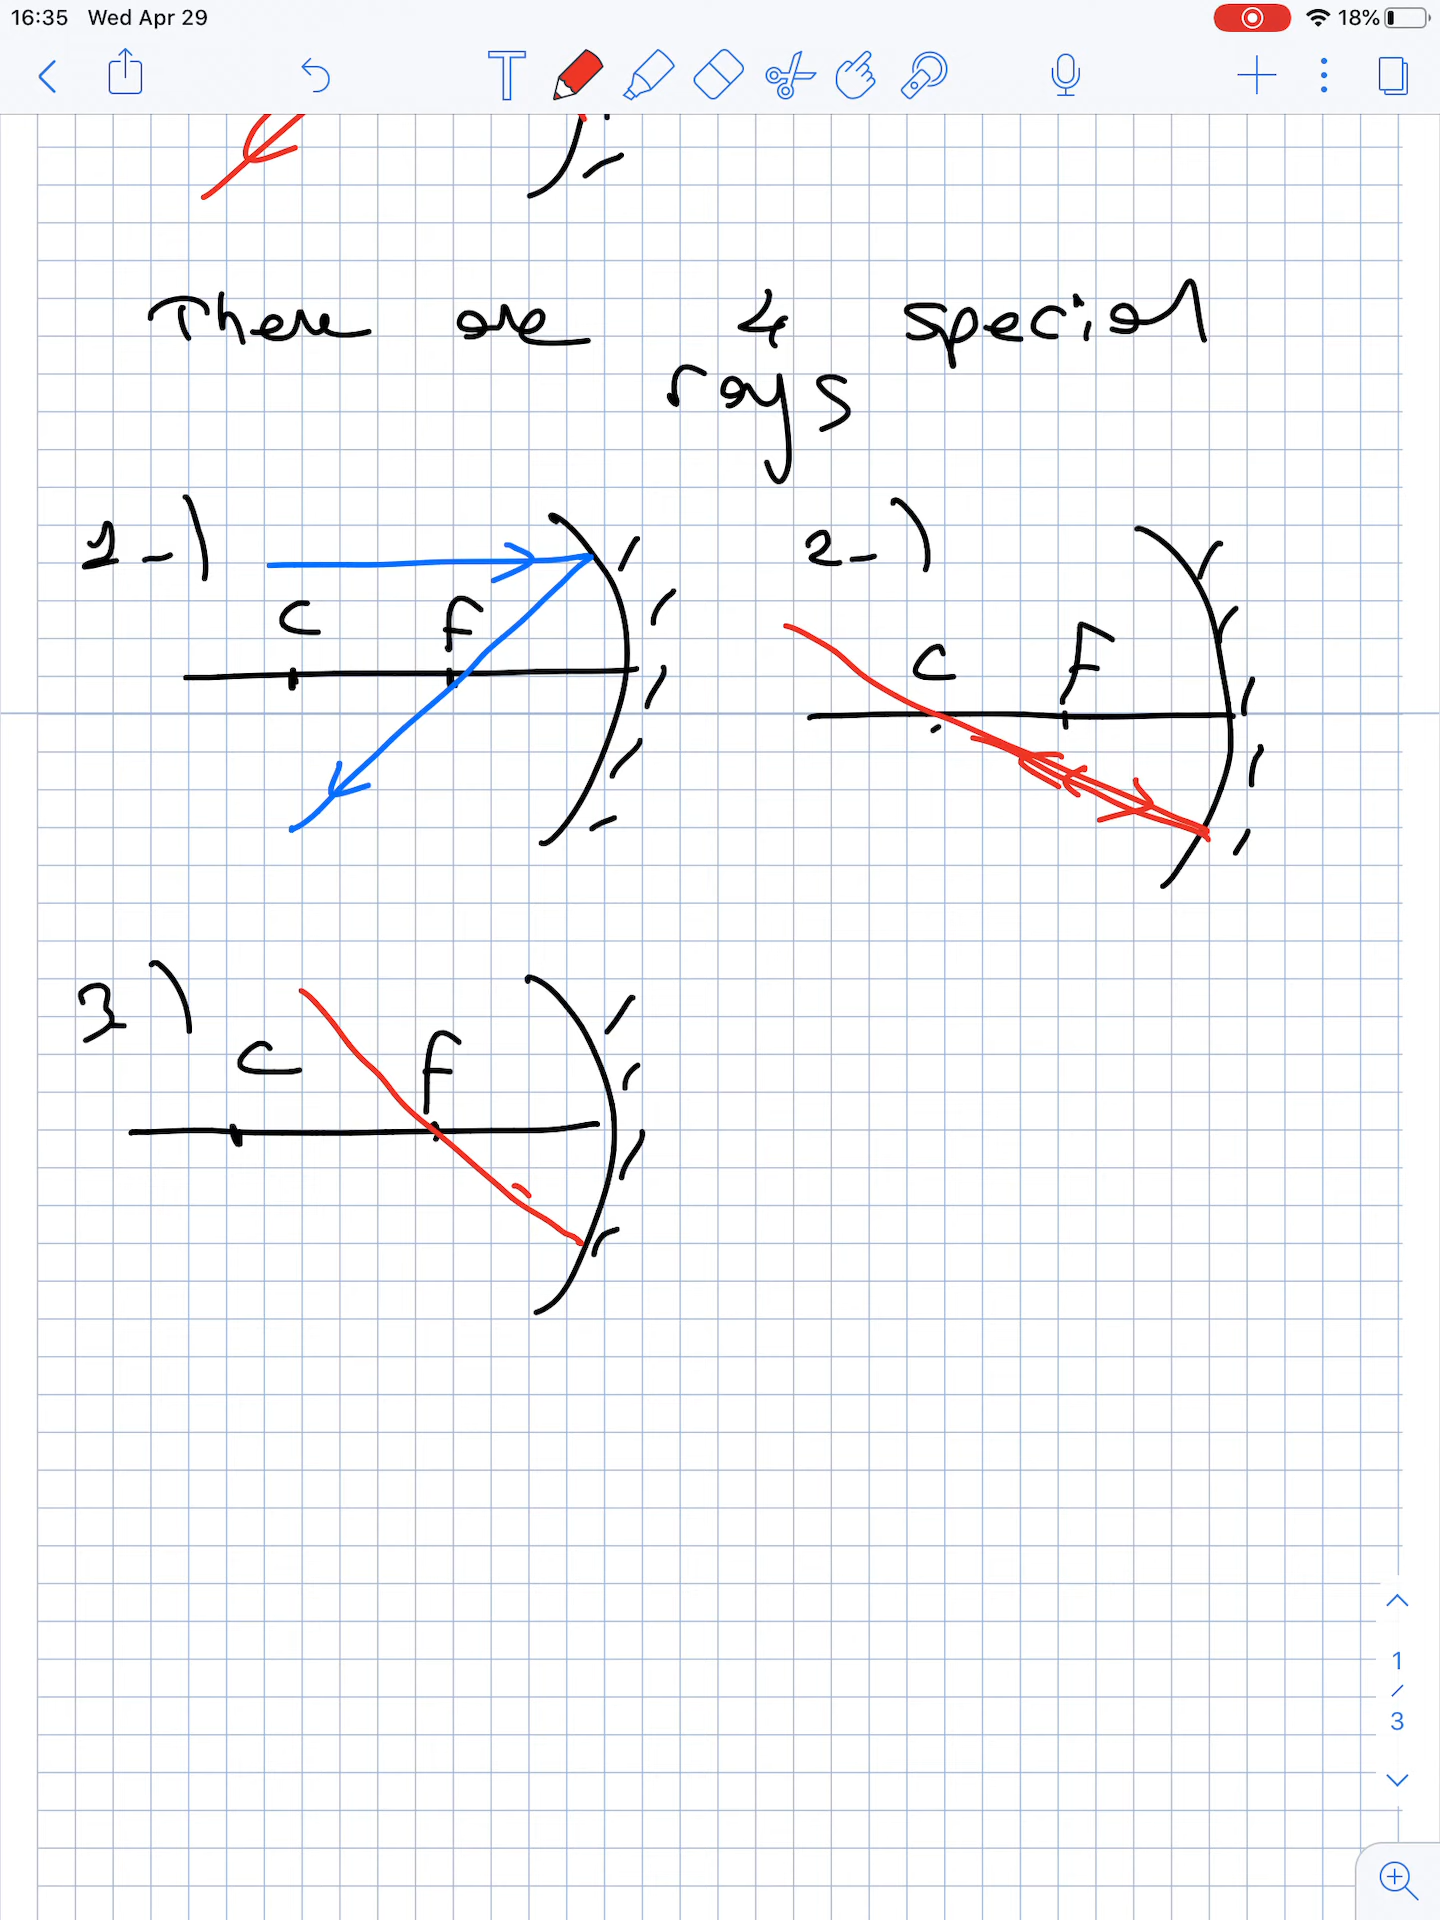 16:35 Wed Apr 29 18%
T
There are 4 special
rays
1-) 2-)
C F C F
3)
C F
1
/
3